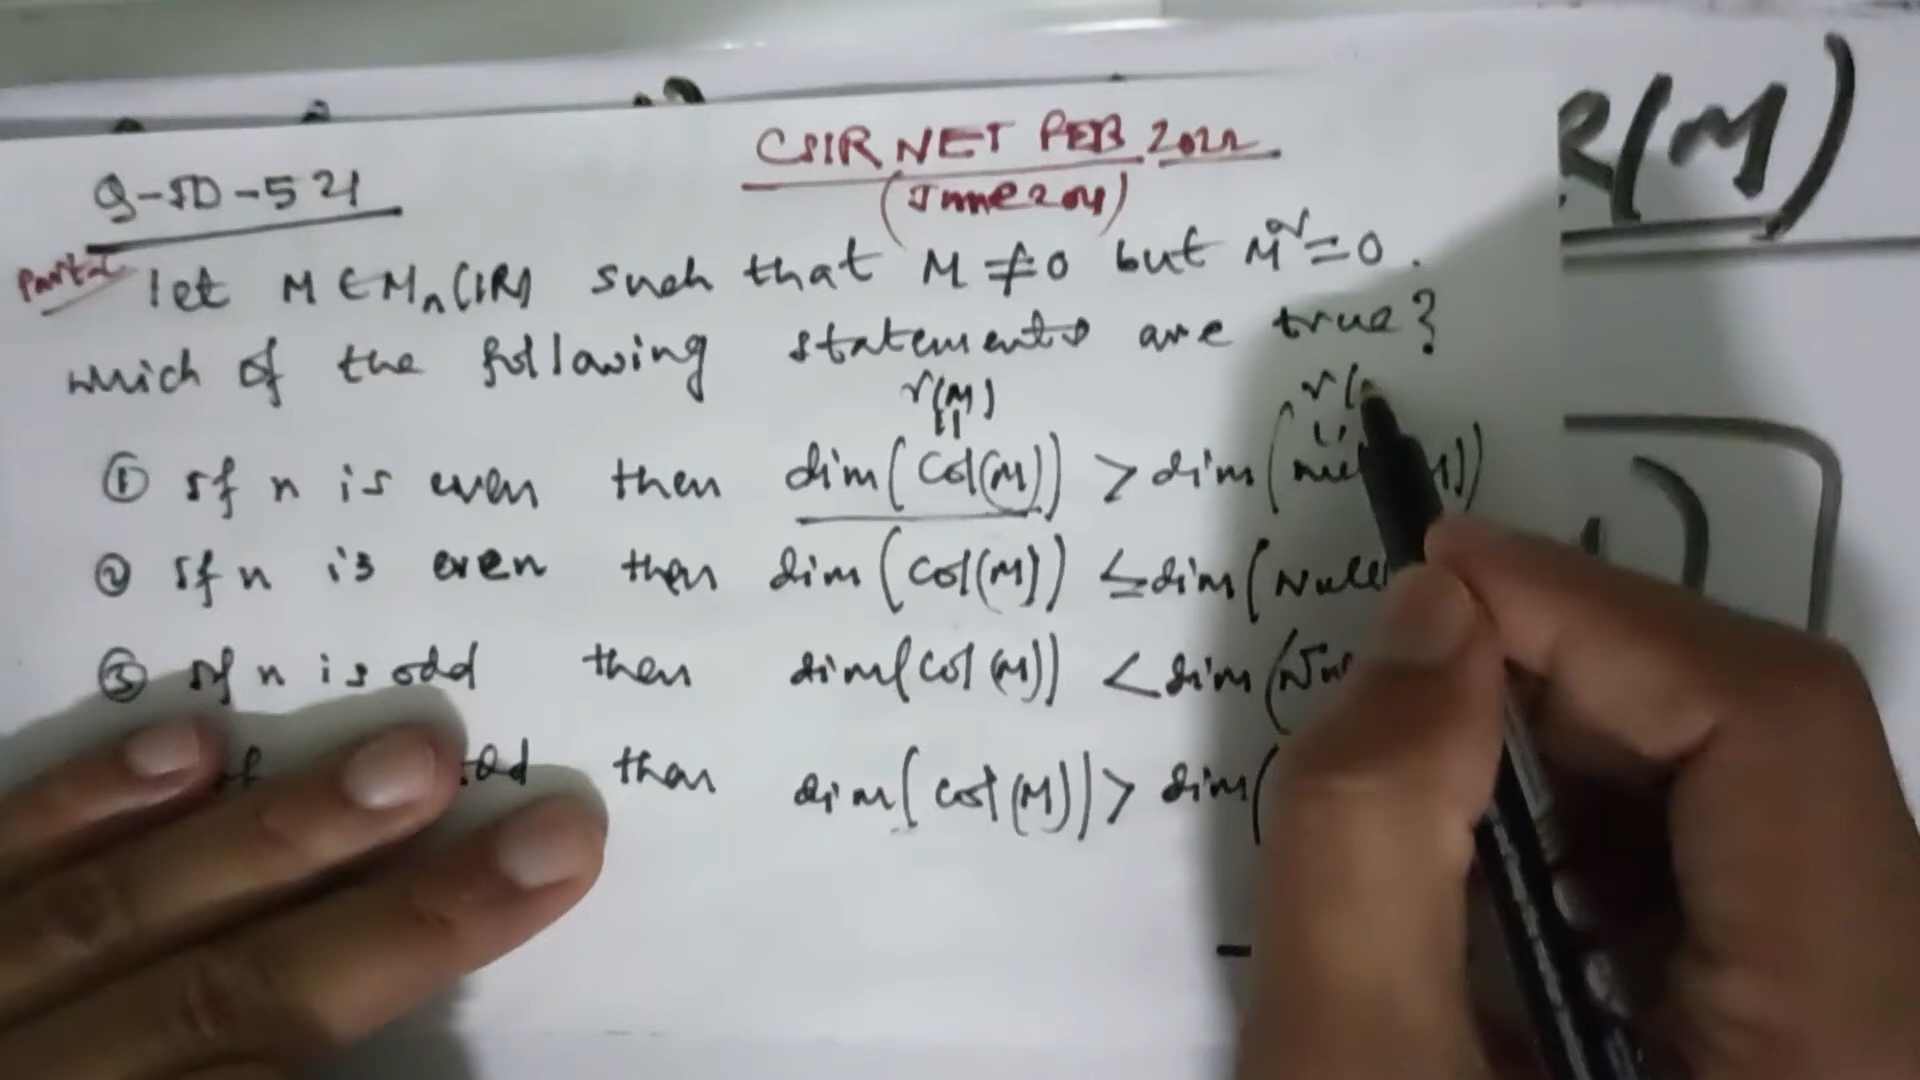 CSIR NET FEB 2022
(June 2021)
Q-SD-521
Part-C
R(M)
let M ∈ Mn(IR) such that M ≠ 0 but M² = 0.
which of the following statements are true?
r(M)
① If n is even then dim(Col(M)) > dim(
② If n is even then dim(Col(M)) ≤ dim(
③ If n is odd then dim(Col(M)) < dim(
then dim(Col(M)) > dim(